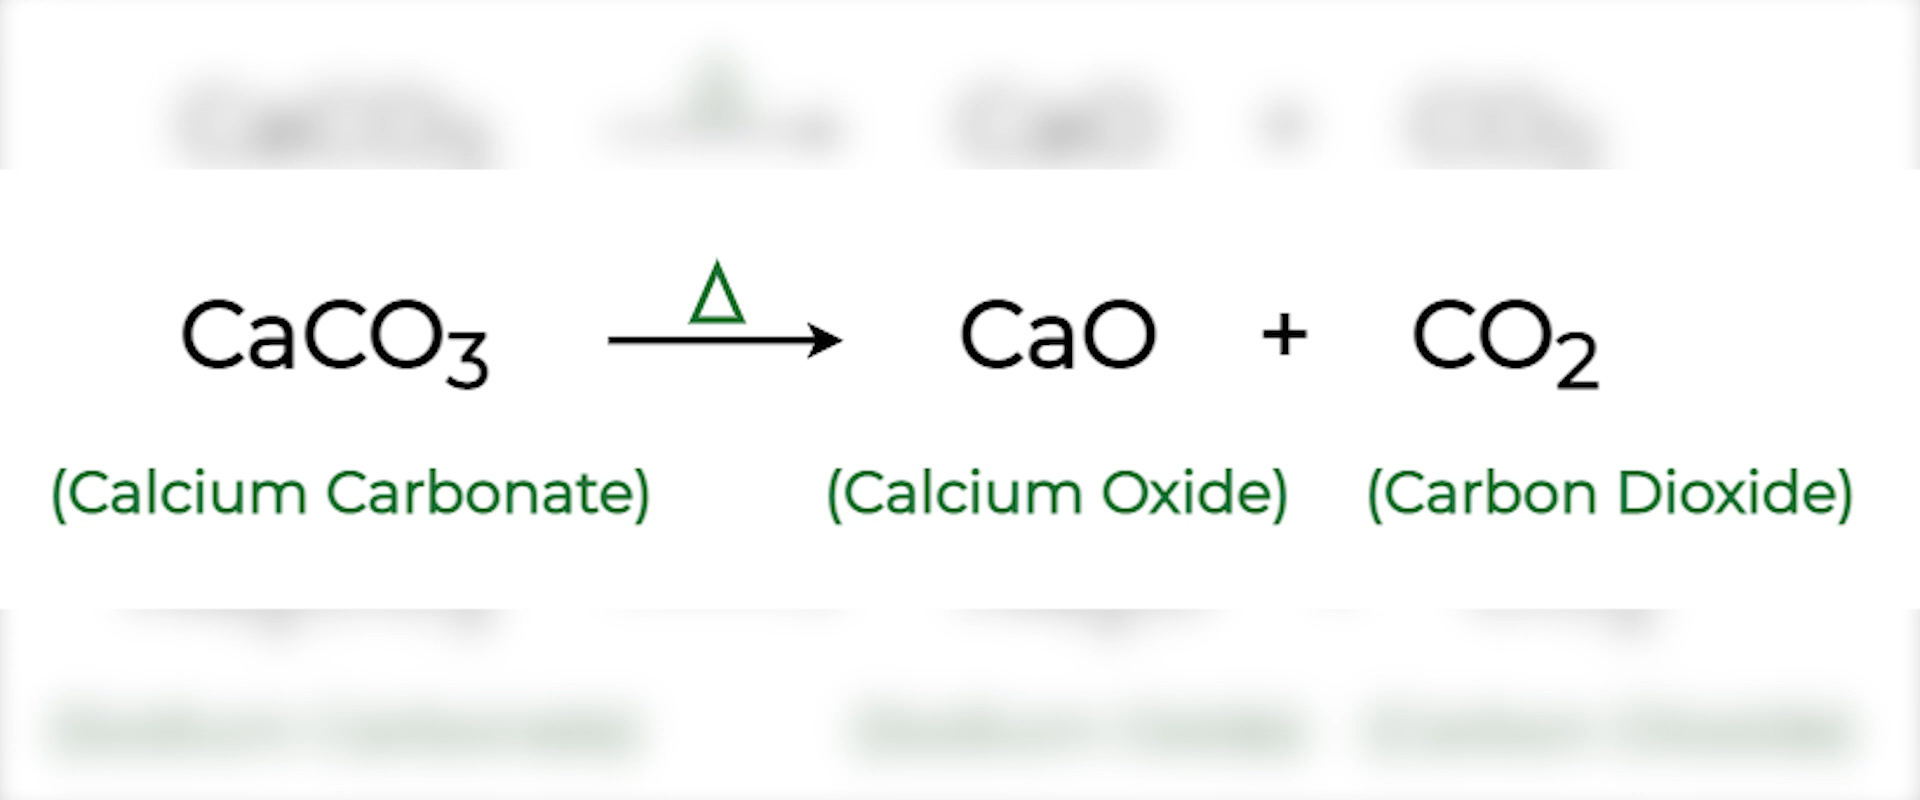 CaCO₃ →Δ CaO + CO₂
(Calcium Carbonate) (Calcium Oxide) (Carbon Dioxide)